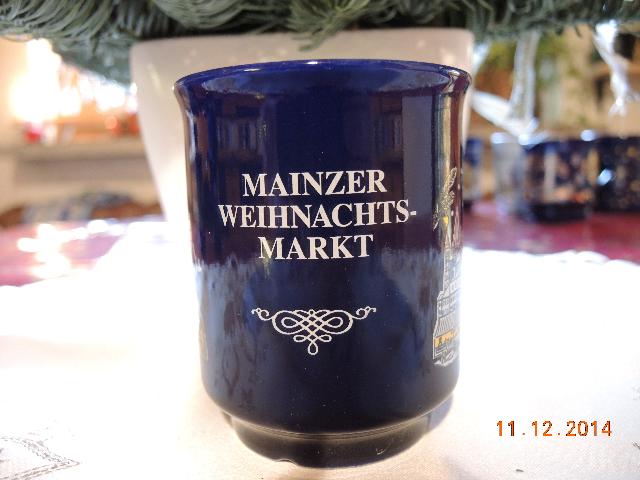 MAINZER
WEIHNACHTS-
MARKT
11.12.2014